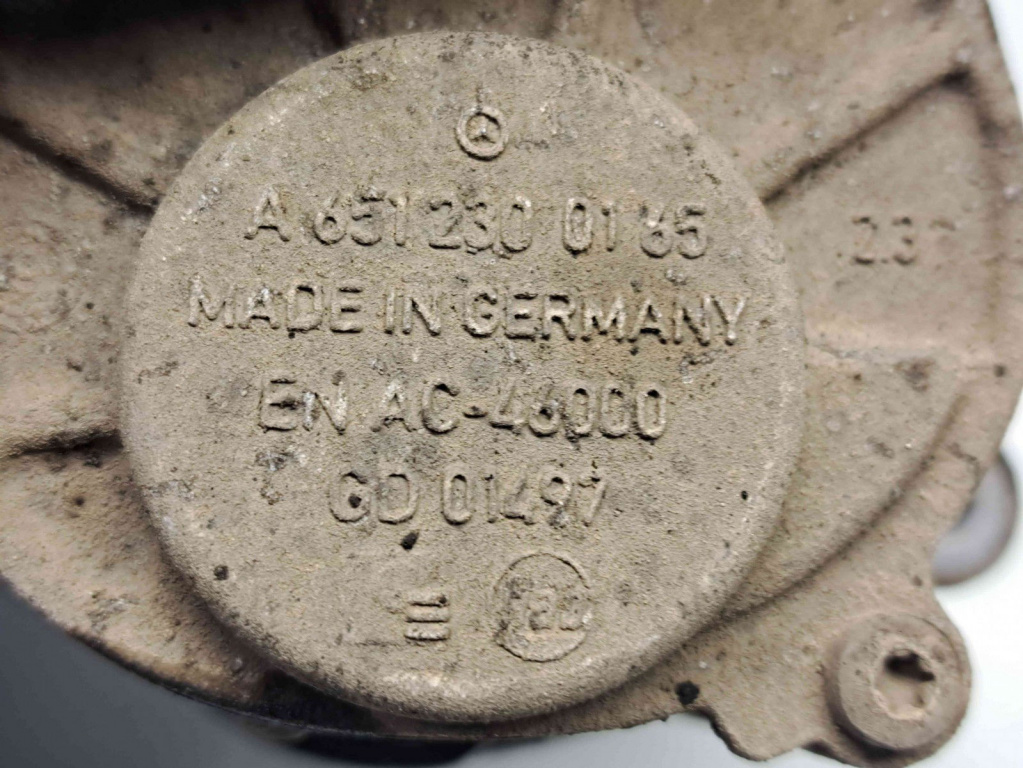 A 651 230 01 65
MADE IN GERMANY
EN AC-46000
GD 01497
2.3